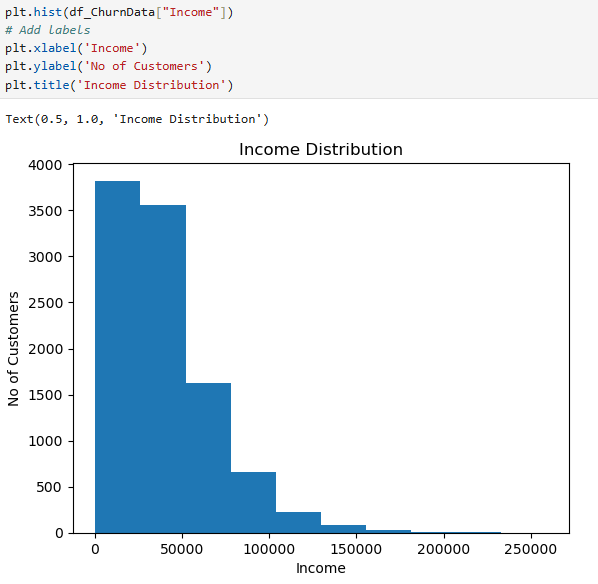 plt.hist(df_ChurnData["Income"])
# Add labels
plt.xlabel('Income')
plt.ylabel('No of Customers')
plt.title('Income Distribution')
Text(0.5, 1.0, 'Income Distribution')
Income Distribution
4000
3500
3000
2500
2000
1500
1000
500
0
No of Customers
0 50000 100000 150000 200000 250000
Income